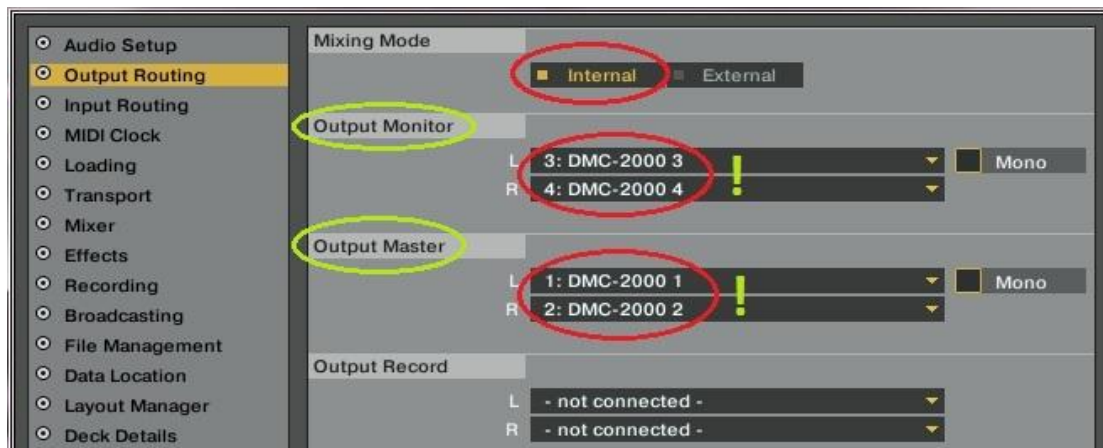 Audio Setup
Output Routing
Input Routing
MIDI Clock
Loading
Transport
Mixer
Effects
Recording
Broadcasting
File Management
Data Location
Layout Manager
Deck Details
Mixing Mode
Internal External
Output Monitor
L 3: DMC-2000 3 ! Mono
R 4: DMC-2000 4
Output Master
L 1: DMC-2000 1 ! Mono
R 2: DMC-2000 2
Output Record
L - not connected -
R - not connected -